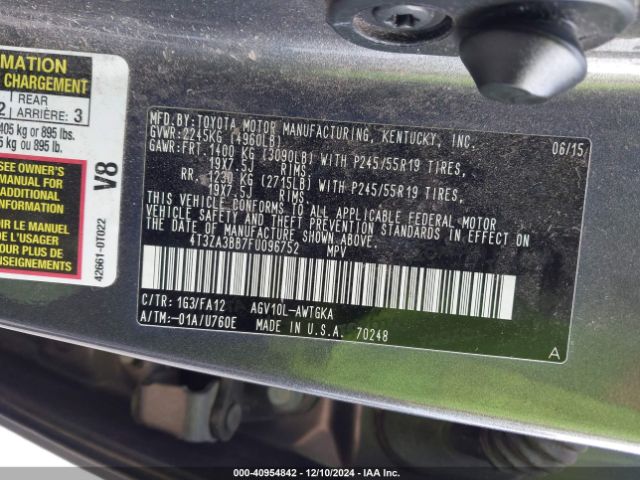 MATION
CHARGEMENT
2 REAR
ARRIÈRE: 3
405 kg or 895 lbs.
5 kg ou 895 lb.
SEE OWNER'S
MANUAL FOR
ADDITIONAL
INFORMATION
Voir le Manuel
DE L'USAGER
POUR PLUS DE
RENSEIGNEMENTS
V8
42661-0T022
MFD.BY:TOYOTA MOTOR MANUFACTURING, KENTUCKY, INC. 06/15
GVWR:2245KG (4960LB)
GAWR:FRT.1400 KG (3090LB) WITH P245/55R19 TIRES,
19X7.5J RIMS,
RR. 1230 KG (2715LB) WITH P245/55R19 TIRES,
19X7.5J RIMS.
THIS VEHICLE CONFORMS TO ALL APPLICABLE FEDERAL MOTOR
VEHICLE SAFETY AND THEFT PREVENTION STANDARDS IN EFFECT ON
THE DATE OF MANUFACTURE SHOWN ABOVE.
4T3ZA3BB7FU096752 MPV
C/TR: 1G3/FA12 AGV10L-AWTGKA
A/TM:-01A/U760E MADE IN U.S.A. 70248
A
000-40954842 - 12/10/2024 - IAA Inc.